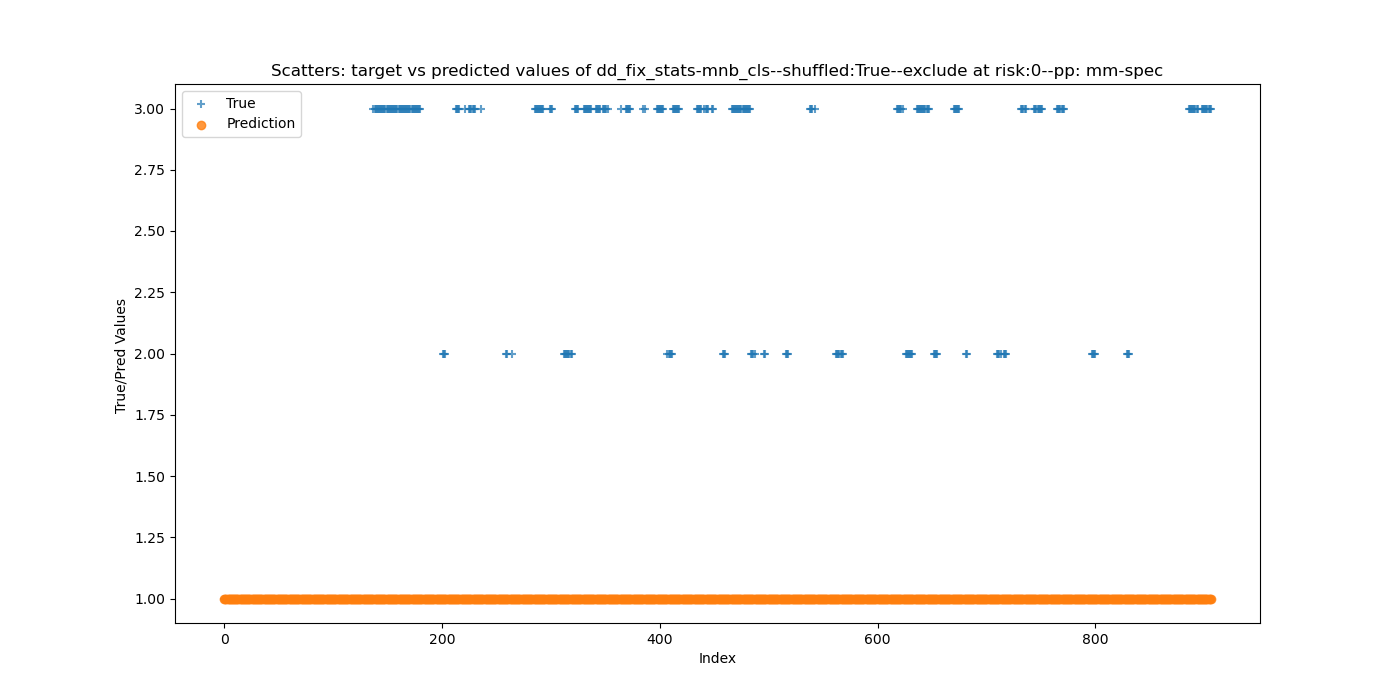 Scatters: target vs predicted values of dd_fix_stats-mnb_cls--shuffled:True--exclude at risk:0--pp: mm-spec
True
Prediction
True/Pred Values
3.00
2.75
2.50
2.25
2.00
1.75
1.50
1.25
1.00
0
200
400
600
800
Index